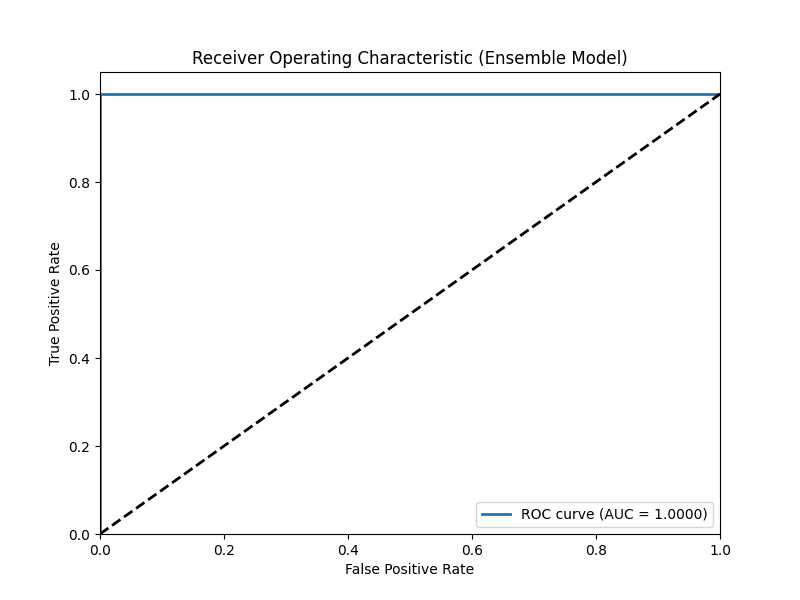 Receiver Operating Characteristic (Ensemble Model)
1.0
0.8
0.6
0.4
0.2
0.0
True Positive Rate
ROC curve (AUC = 1.0000)
0.0 0.2 0.4 0.6 0.8 1.0
False Positive Rate